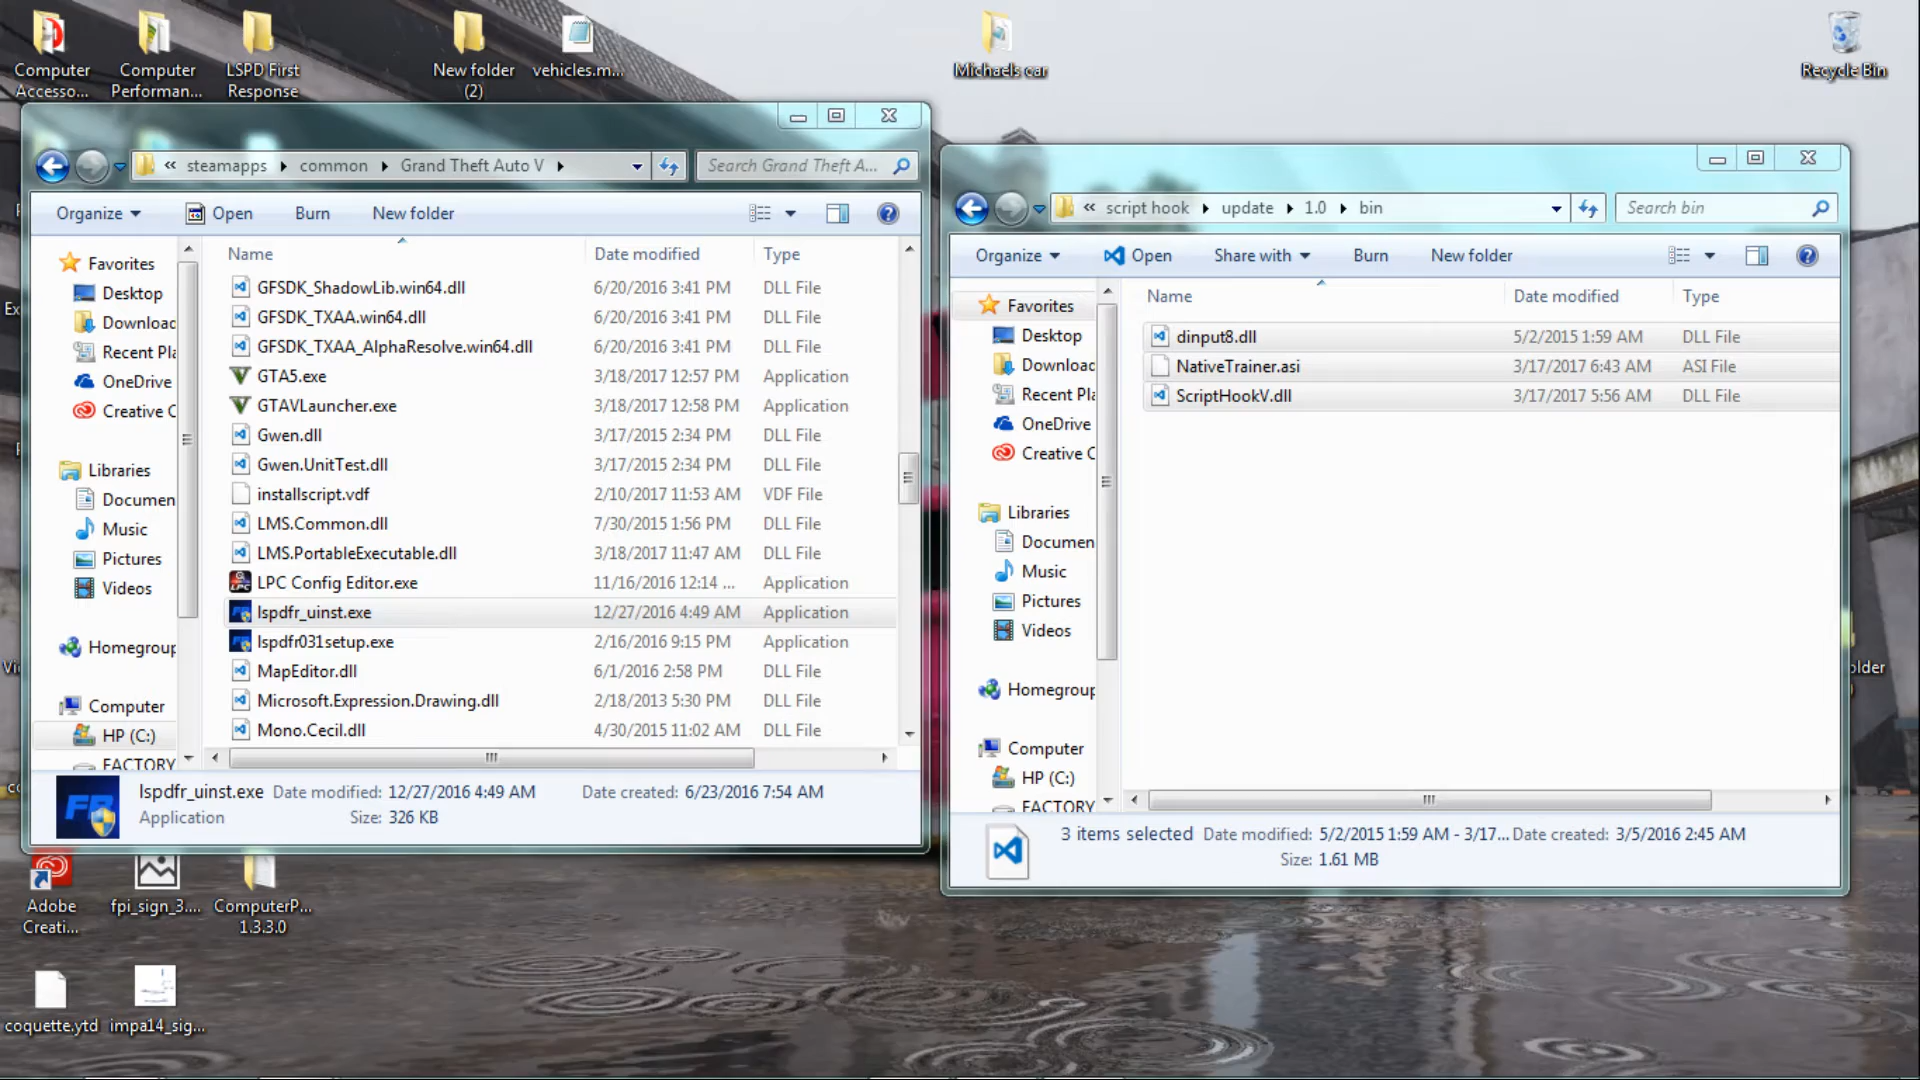 Computer
Accesso...
Computer
Performan...
LSPD First
Response
New folder
(2)
vehicles.m...
Michaels car
Recycle Bin
« steamapps common Grand Theft Auto V
Search Grand Theft A...
Organize Open Burn New folder
Name Date modified Type
GFSDK_ShadowLib.win64.dll 6/20/2016 3:41 PM DLL File
GFSDK_TXAA.win64.dll 6/20/2016 3:41 PM DLL File
GFSDK_TXAA_AlphaResolve.win64.dll 6/20/2016 3:41 PM DLL File
GTA5.exe 3/18/2017 12:57 PM Application
GTAVLauncher.exe 3/18/2017 12:58 PM Application
Gwen.dll 3/17/2015 2:34 PM DLL File
Gwen.UnitTest.dll 3/17/2015 2:34 PM DLL File
installscript.vdf 2/10/2017 11:53 AM VDF File
LMS.Common.dll 7/30/2015 1:56 PM DLL File
LMS.PortableExecutable.dll 3/18/2017 11:47 AM DLL File
LPC Config Editor.exe 11/16/2016 12:14 ... Application
lspdfr_uinst.exe 12/27/2016 4:49 AM Application
lspdfr031setup.exe 2/16/2016 9:15 PM Application
MapEditor.dll 6/1/2016 2:58 PM DLL File
Microsoft.Expression.Drawing.dll 2/18/2013 5:30 PM DLL File
Mono.Cecil.dll 4/30/2015 11:02 AM DLL File
Favorites
Desktop
Downloac
Recent Pla
OneDrive
Creative C
Libraries
Documen
Music
Pictures
Videos
Homegroup
Computer
HP (C:)
FACTORY
lspdfr_uinst.exe Date modified: 12/27/2016 4:49 AM Date created: 6/23/2016 7:54 AM
Application Size: 326 KB
« script hook update 1.0 bin
Search bin
Organize Open Share with Burn New folder
Name Date modified Type
dinput8.dll 5/2/2015 1:59 AM DLL File
NativeTrainer.asi 3/17/2017 6:43 AM ASI File
ScriptHookV.dll 3/17/2017 5:56 AM DLL File
Favorites
Desktop
Downloac
Recent Pla
OneDrive
Creative C
Libraries
Documen
Music
Pictures
Videos
Homegroup
Computer
HP (C:)
FACTORY
3 items selected Date modified: 5/2/2015 1:59 AM - 3/17... Date created: 3/5/2016 2:45 AM
Size: 1.61 MB
older
Adobe
Creati...
fpi_sign_3....
ComputerP...
1.3.3.0
coquette.ytd
impa14_sig...